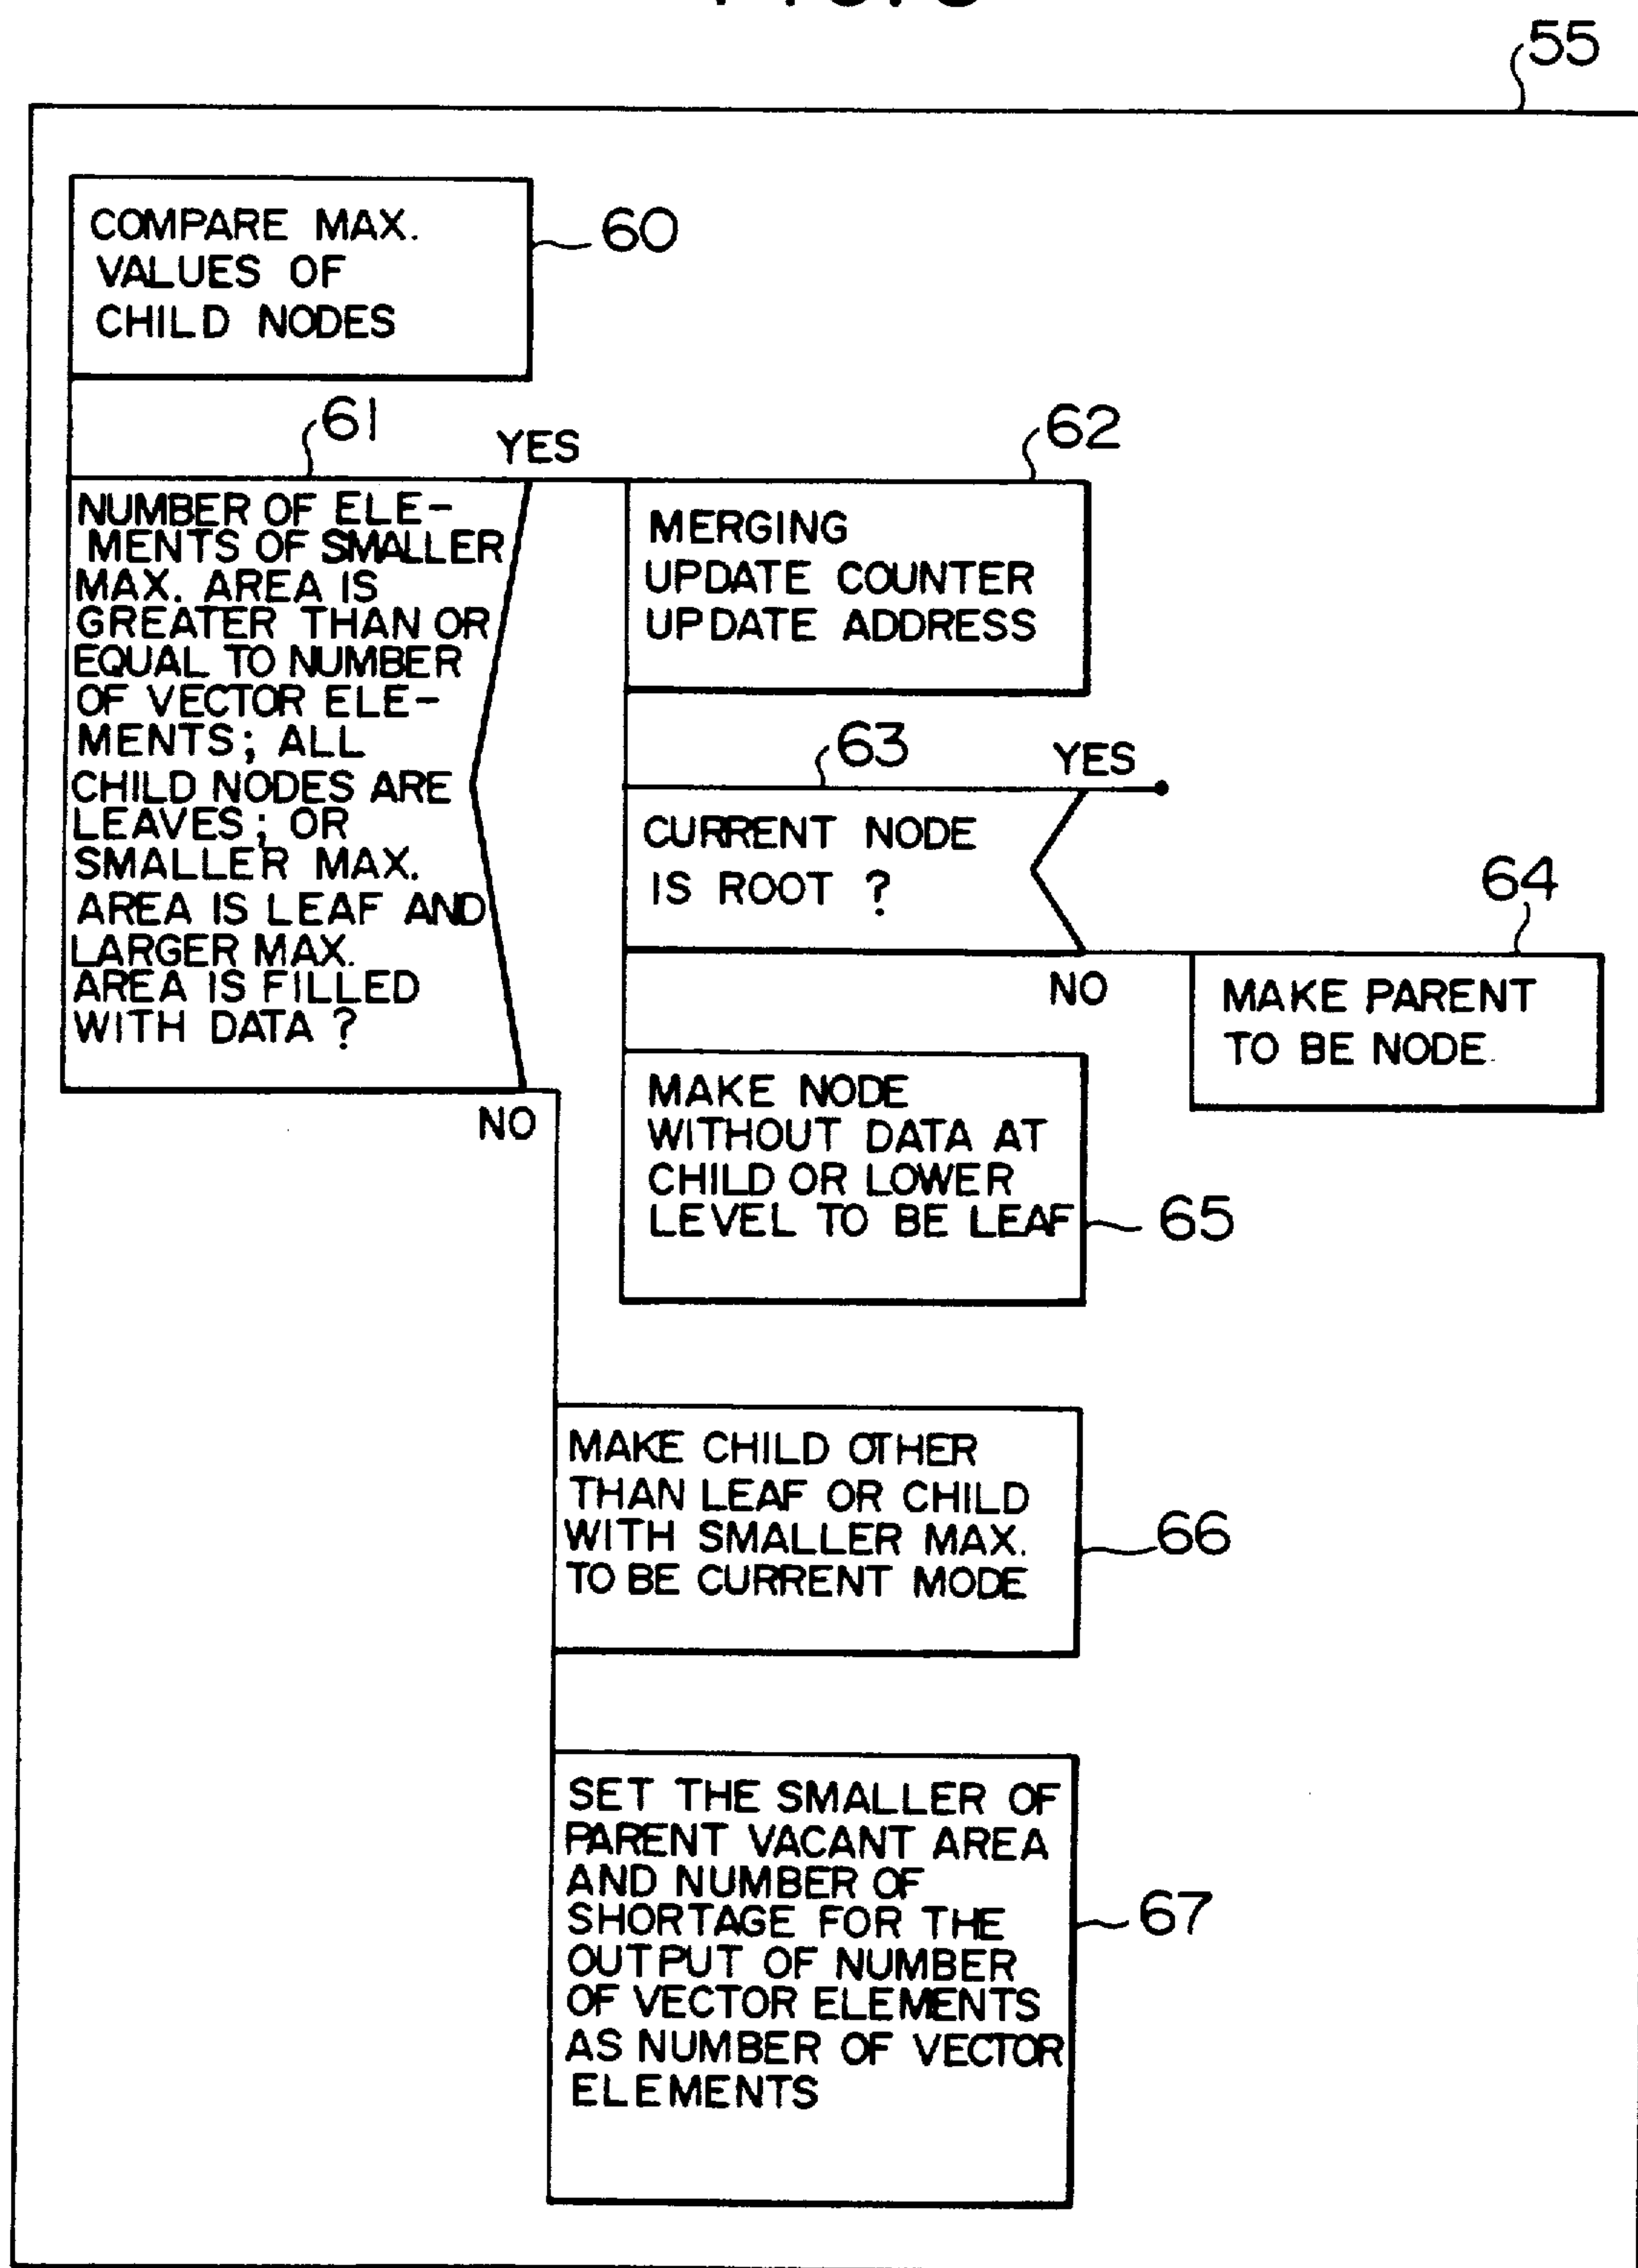 55
COMPARE MAX.
VALUES OF
CHILD NODES
60
61
YES
NUMBER OF ELE-
MENTS OF SMALLER
MAX. AREA IS
GREATER THAN OR
EQUAL TO NUMBER
OF VECTOR ELE-
MENTS; ALL
CHILD NODES ARE
LEAVES; OR
SMALLER MAX.
AREA IS LEAF AND
LARGER MAX.
AREA IS FILLED
WITH DATA ?
NO
62
MERGING
UPDATE COUNTER
UPDATE ADDRESS
63
YES
CURRENT NODE
IS ROOT ?
NO
64
MAKE PARENT
TO BE NODE
MAKE NODE
WITHOUT DATA AT
CHILD OR LOWER
LEVEL TO BE LEAF
65
MAKE CHILD OTHER
THAN LEAF OR CHILD
WITH SMALLER MAX.
TO BE CURRENT MODE
66
SET THE SMALLER OF
PARENT VACANT AREA
AND NUMBER OF
SHORTAGE FOR THE
OUTPUT OF NUMBER
OF VECTOR ELEMENTS
AS NUMBER OF VECTOR
ELEMENTS
67